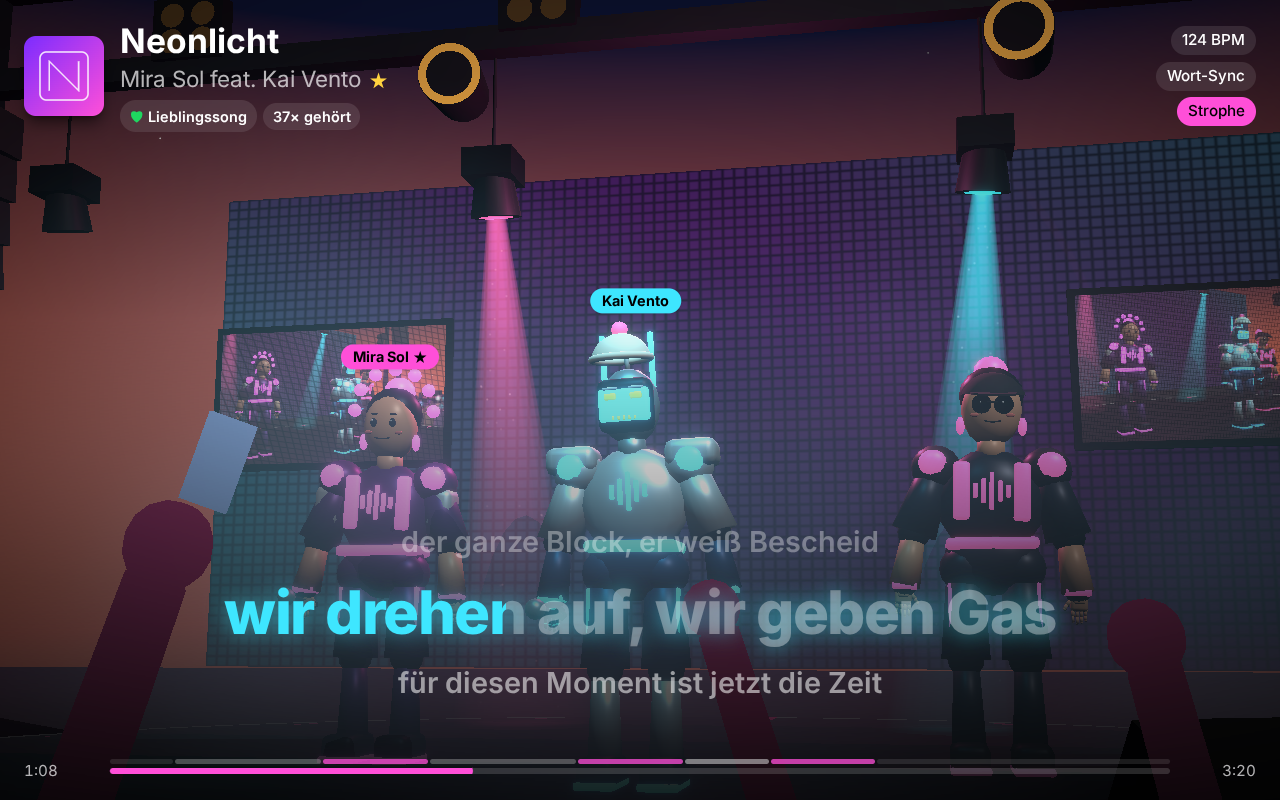 Neonlicht
Mira Sol feat. Kai Vento ★
Lieblingssong
37× gehört
124 BPM
Wort-Sync
Strophe
Kai Vento
Mira Sol ★
der ganze Block, er weiß Bescheid
wir drehen auf, wir geben Gas
für diesen Moment ist jetzt die Zeit
1:08
3:20